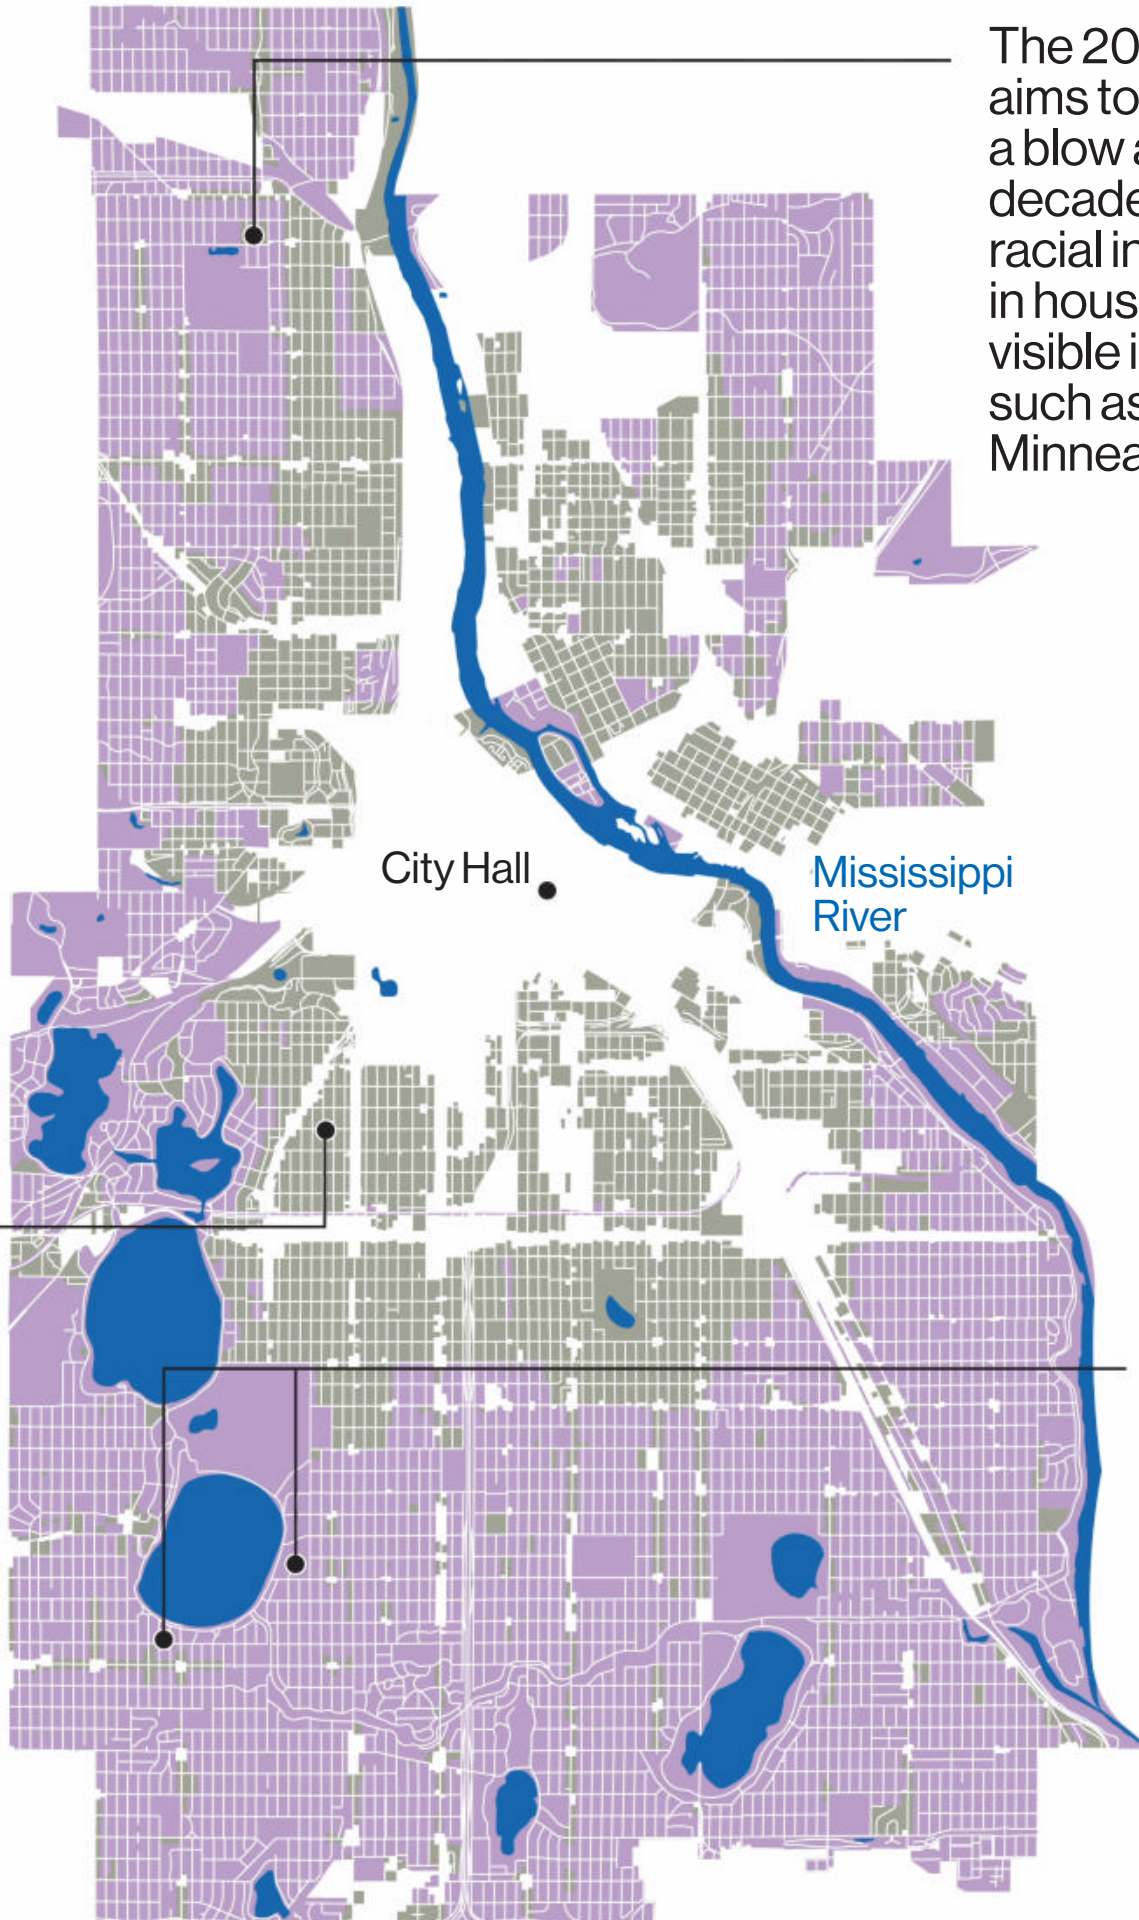 The 20
aims to
a blow a
decade
racial in
in hous
visible i
such as
Minnea
City Hall
Mississippi
River